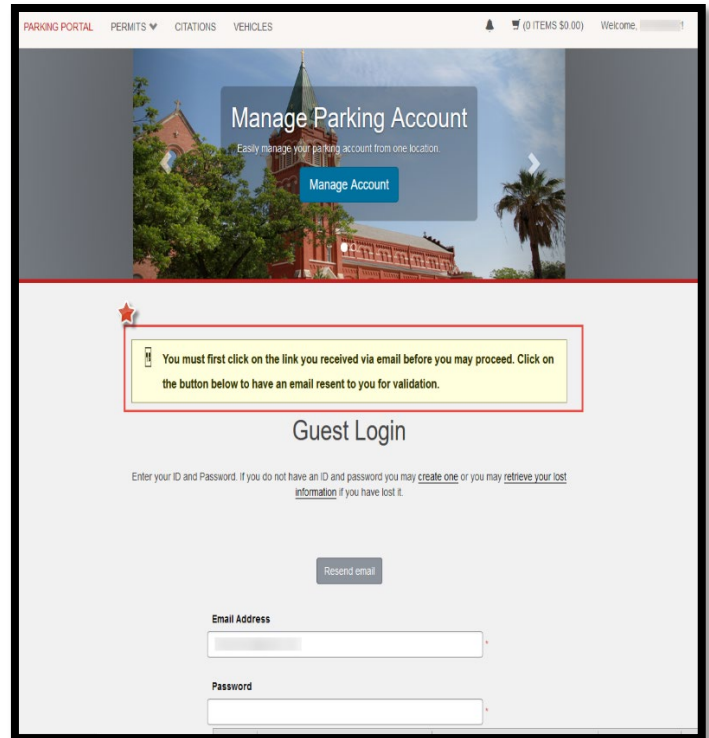 PARKING PORTAL PERMITS CITATIONS VEHICLES (0 ITEMS $0.00) Welcome, !
Manage Parking Account
Easily manage your parking account from one location.
Manage Account
You must first click on the link you received via email before you may proceed. Click on
the button below to have an email resent to you for validation.
Guest Login
Enter your ID and Password. If you do not have an ID and password you may create one or you may retrieve your lost
information if you have lost it.
Resend email
Email Address
*
Password
*